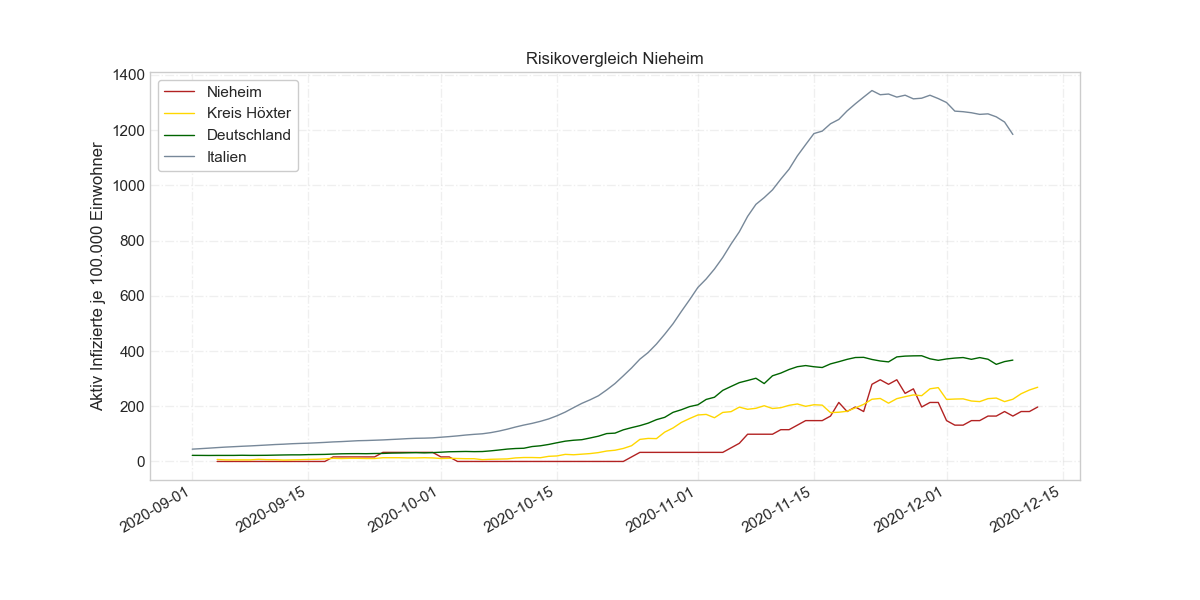 Risikovergleich Nieheim
Aktiv Infizierte je 100.000 Einwohner
1400
1200
1000
800
600
400
200
0
Nieheim
Kreis Höxter
Deutschland
Italien
2020-09-01
2020-09-15
2020-10-01
2020-10-15
2020-11-01
2020-11-15
2020-12-01
2020-12-15